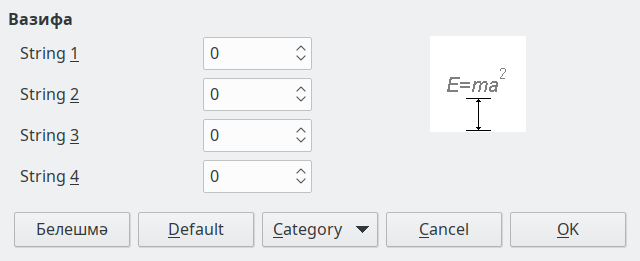 Вазифа
String 1 0
String 2 0
String 3 0
String 4 0
E=ma²
Белешмә Default Category Cancel OK